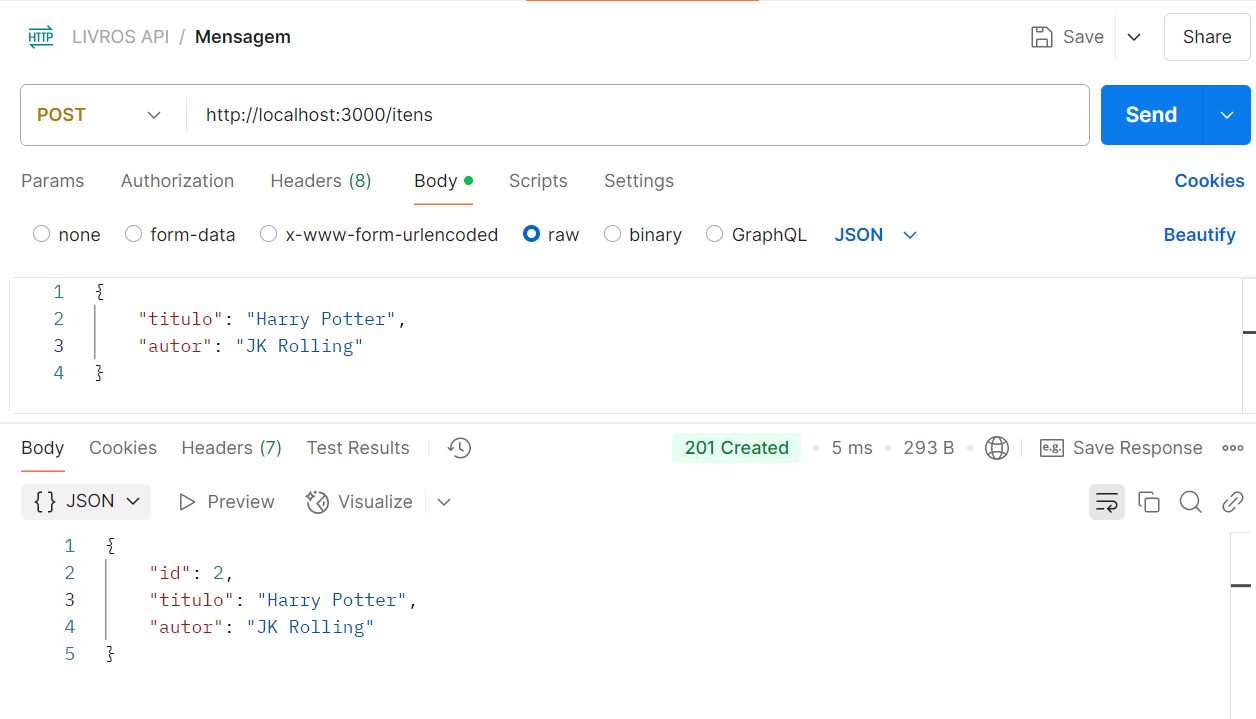 HTTP LIVROS API / Mensagem Save Share
POST http://localhost:3000/itens Send
Params Authorization Headers (8) Body Scripts Settings Cookies
none form-data x-www-form-urlencoded raw binary GraphQL JSON Beautify
1 {
2 "titulo": "Harry Potter",
3 "autor": "JK Rolling"
4 }
Body Cookies Headers (7) Test Results 201 Created • 5 ms • 293 B • e.g. Save Response
{} JSON Preview Visualize
1 {
2 "id": 2,
3 "titulo": "Harry Potter",
4 "autor": "JK Rolling"
5 }